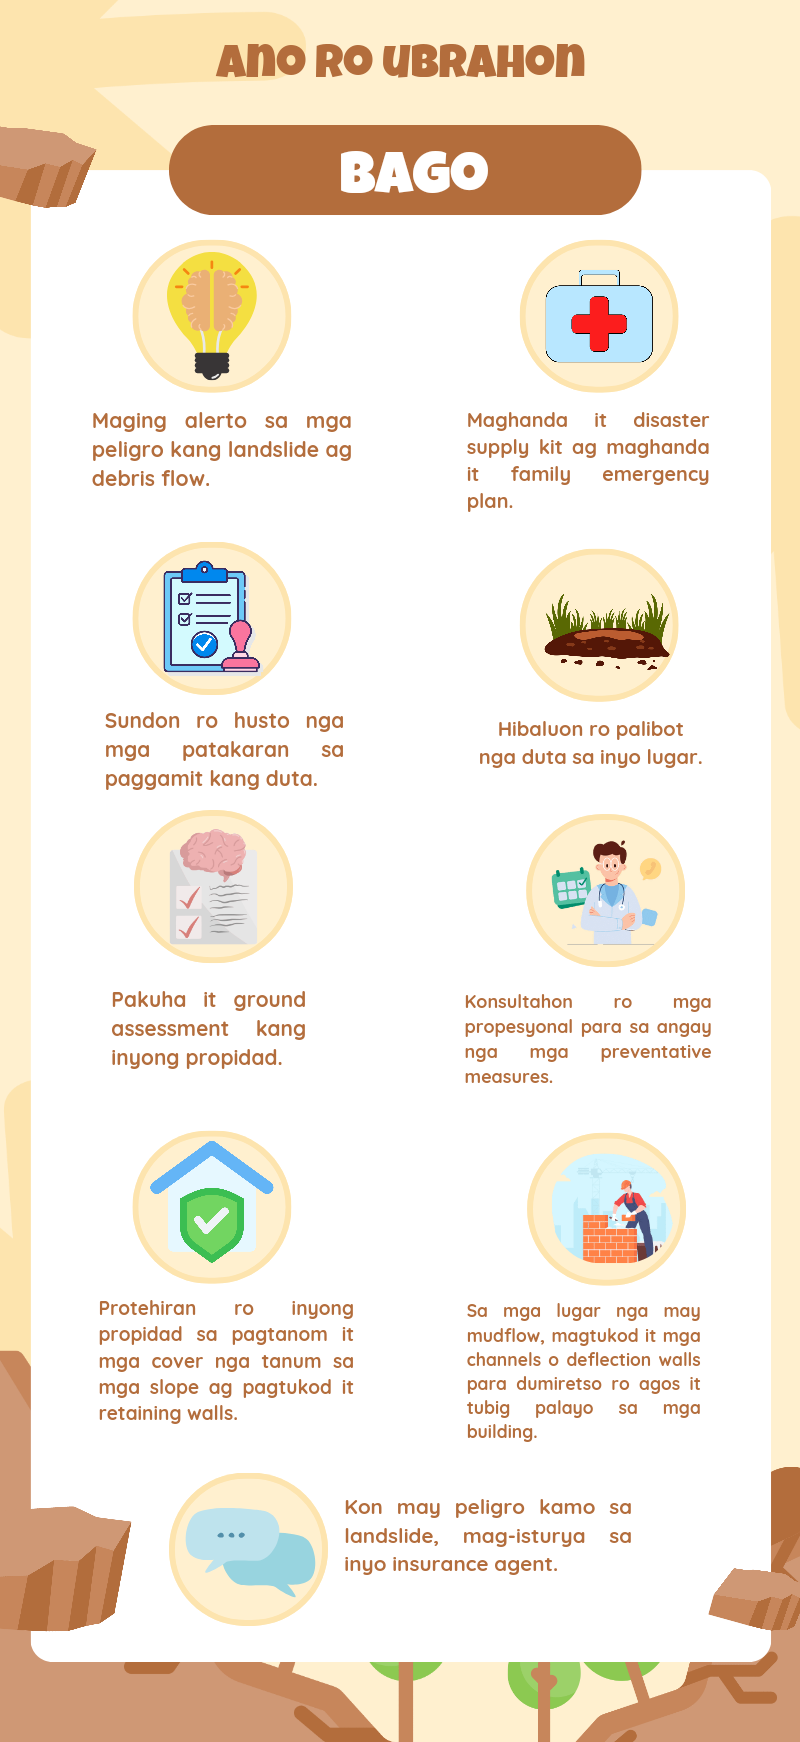 ANO RO UBRAHON
BAGO
Maging alerto sa mga
peligro kang landslide ag
debris flow.
Maghanda it disaster
supply kit ag maghanda
it family emergency
plan.
Sundon ro husto nga
mga patakaran sa
paggamit kang duta.
Hibaluon ro palibot
nga duta sa inyo lugar.
Pakuha it ground
assessment kang
inyong propidad.
Konsultahon ro mga
propesyonal para sa angay
nga mga preventative
measures.
Protehiran ro inyong
propidad sa pagtanom it
mga cover nga tanum sa
mga slope ag pagtukod it
retaining walls.
Sa mga lugar nga may
mudflow, magtukod it mga
channels o deflection walls
para dumiretso ro agos it
tubig palayo sa mga
building.
Kon may peligro kamo sa
landslide, mag-isturya sa
inyo insurance agent.